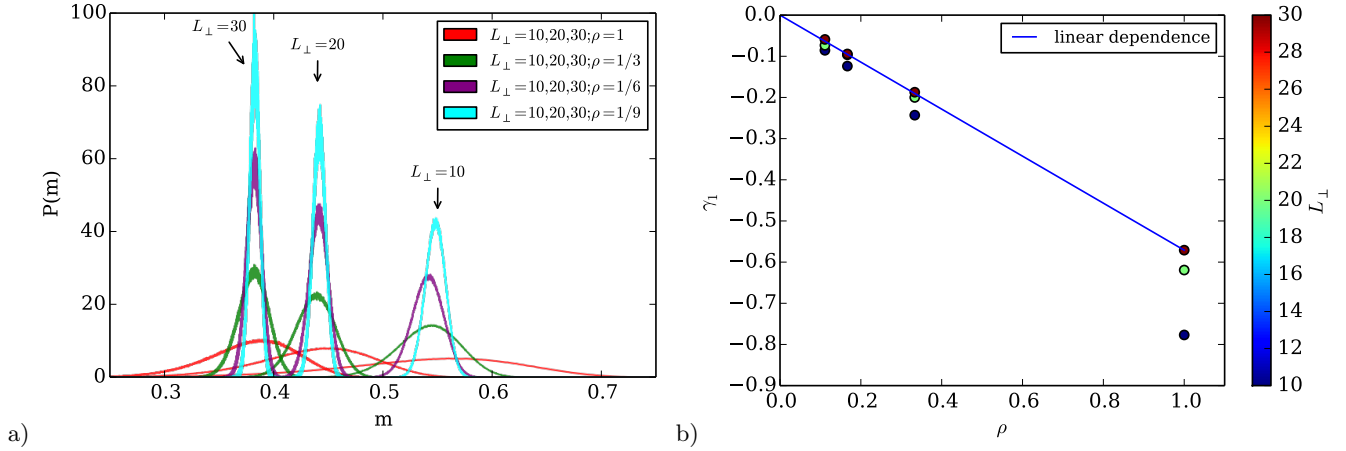 L⊥=30
L⊥=20
L⊥=10
L⊥=10,20,30;ρ=1
L⊥=10,20,30;ρ=1/3
L⊥=10,20,30;ρ=1/6
L⊥=10,20,30;ρ=1/9
P(m)
100
80
60
40
20
0
0.3 0.4 0.5 0.6 0.7
m
a)
linear dependence
γ1
0.0
−0.1
−0.2
−0.3
−0.4
−0.5
−0.6
−0.7
−0.8
−0.9
0.0 0.2 0.4 0.6 0.8 1.0
ρ
b)
30
28
26
24
22
20
18
16
14
12
10
L⊥